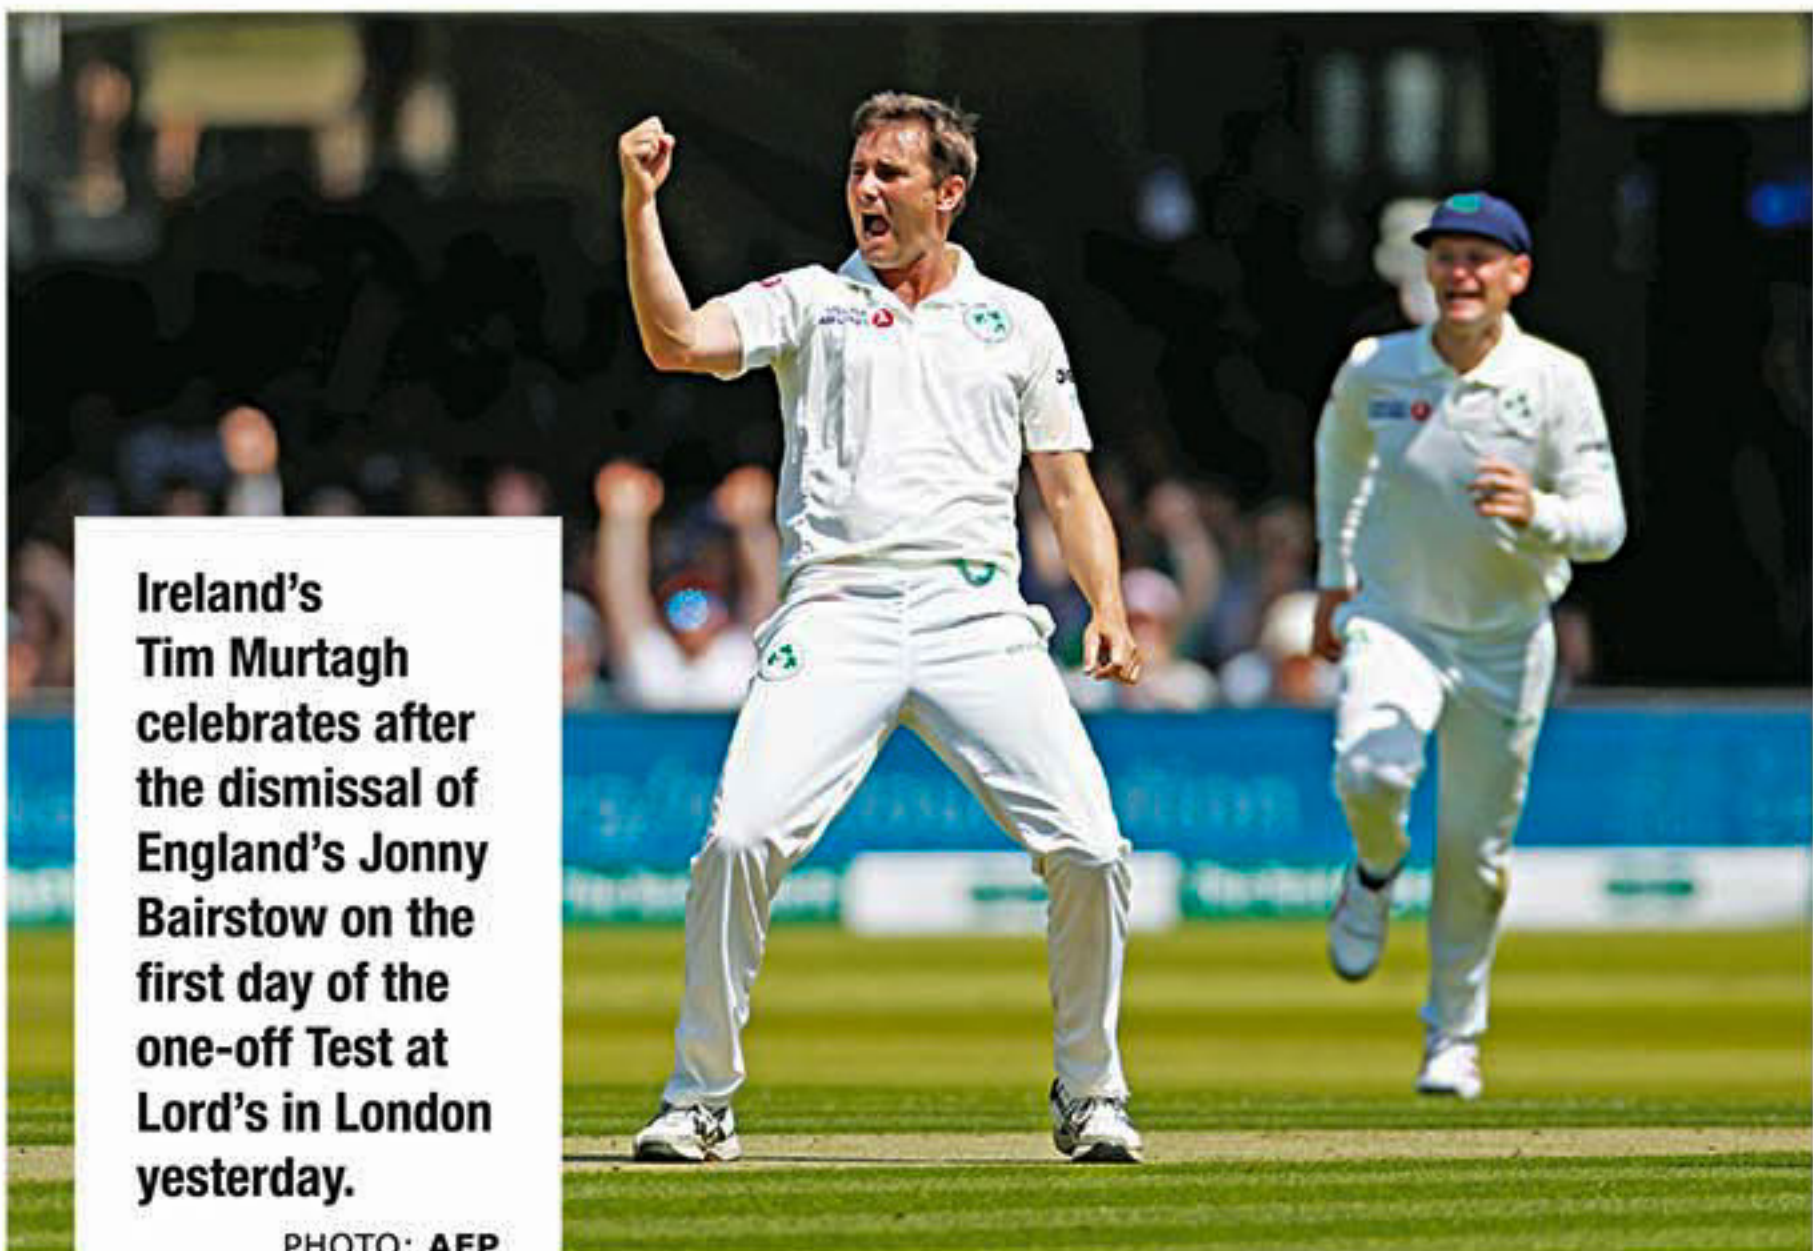 Ireland's
Tim Murtagh
celebrates after
the dismissal of
England's Jonny
Bairstow on the
first day of the
one-off Test at
Lord's in London
yesterday.
PHOTO: AFP